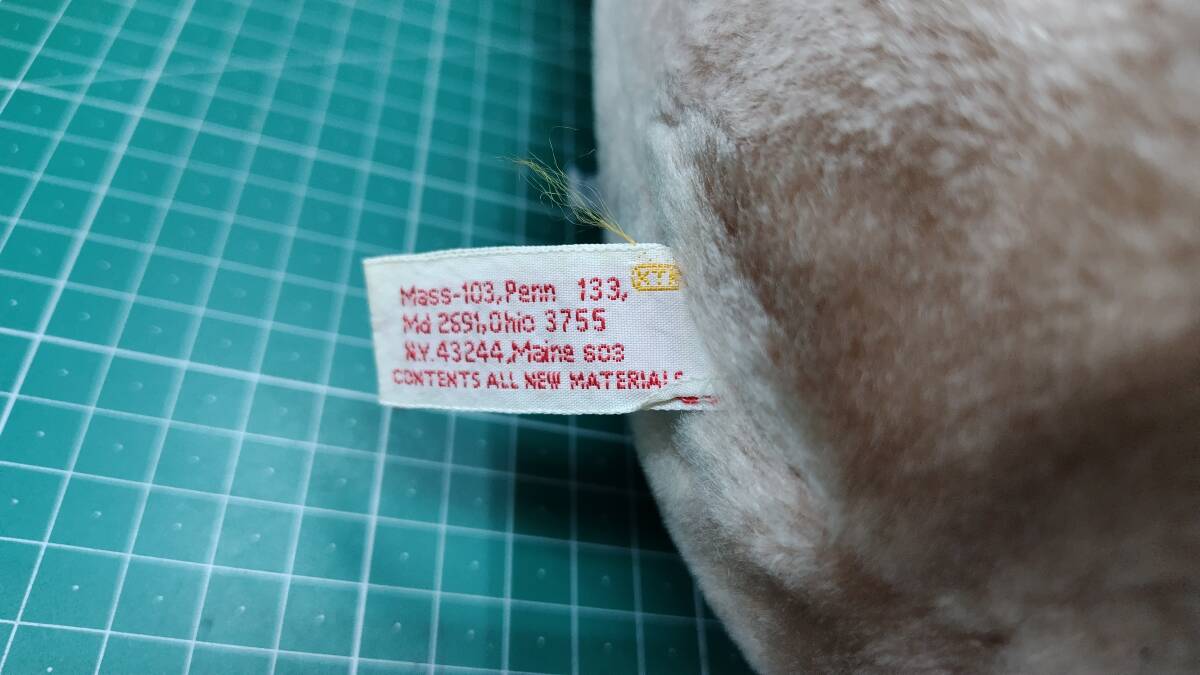 Mass-103, Penn 133,
Md 2691, Ohio 3755
N.Y. 43244, Maine 603
CONTENTS ALL NEW MATERIALS